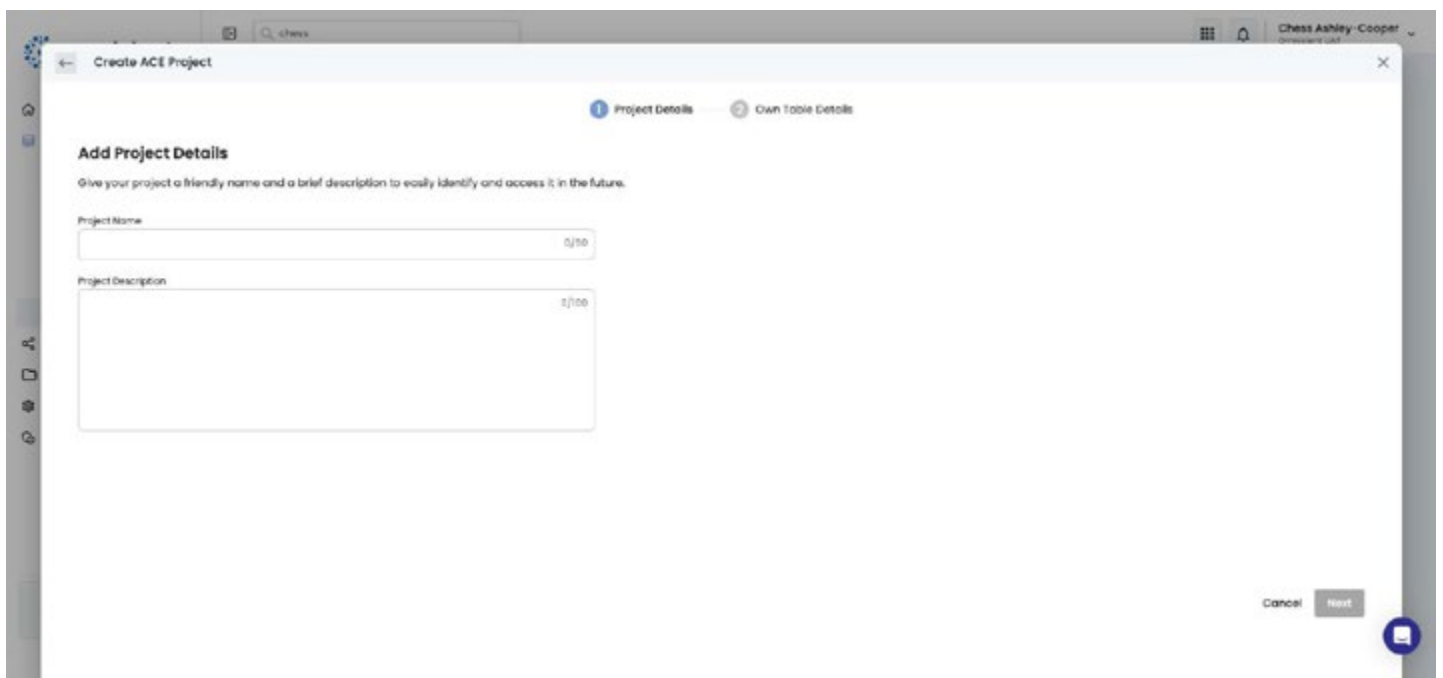 chess
Chess Ashley-Cooper
Create ACE Project
1 Project Details
2 Own Table Details
Add Project Details
Give your project a friendly name and a brief description to easily identify and access it in the future.
Project Name
0/50
Project Description
0/100
Cancel
Next